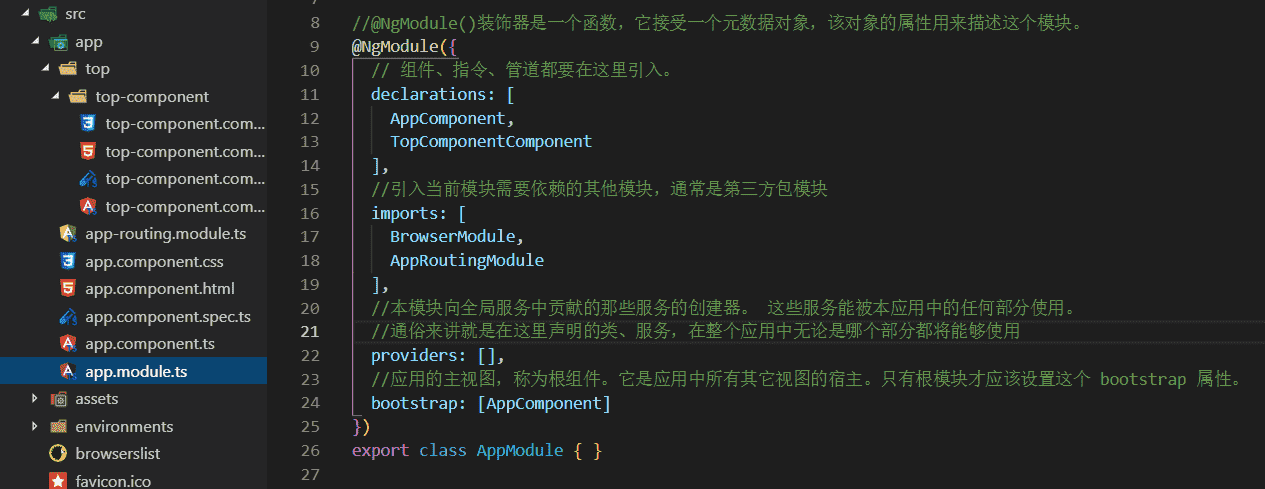 src
app
top
top-component
top-component.com...
top-component.com...
top-component.com...
top-component.com...
app-routing.module.ts
app.component.css
app.component.html
app.component.spec.ts
app.component.ts
app.module.ts
assets
environments
browserslist
favicon.ico
8 //@NgModule()装饰器是一个函数，它接受一个元数据对象，该对象的属性用来描述这个模块。
9 @NgModule({
10 // 组件、指令、管道都要在这里引入。
11 declarations: [
12 AppComponent,
13 TopComponentComponent
14 ],
15 //引入当前模块需要依赖的其他模块，通常是第三方包模块
16 imports: [
17 BrowserModule,
18 AppRoutingModule
19 ],
20 //本模块向全局服务中贡献的那些服务的创建器。 这些服务能被本应用中的任何部分使用。
21 //通俗来讲就是在这里声明的类、服务，在整个应用中无论是哪个部分都将能够使用
22 providers: [],
23 //应用的主视图，称为根组件。它是应用中所有其它视图的宿主。只有根模块才应该设置这个 bootstrap 属性。
24 bootstrap: [AppComponent]
25 })
26 export class AppModule { }
27